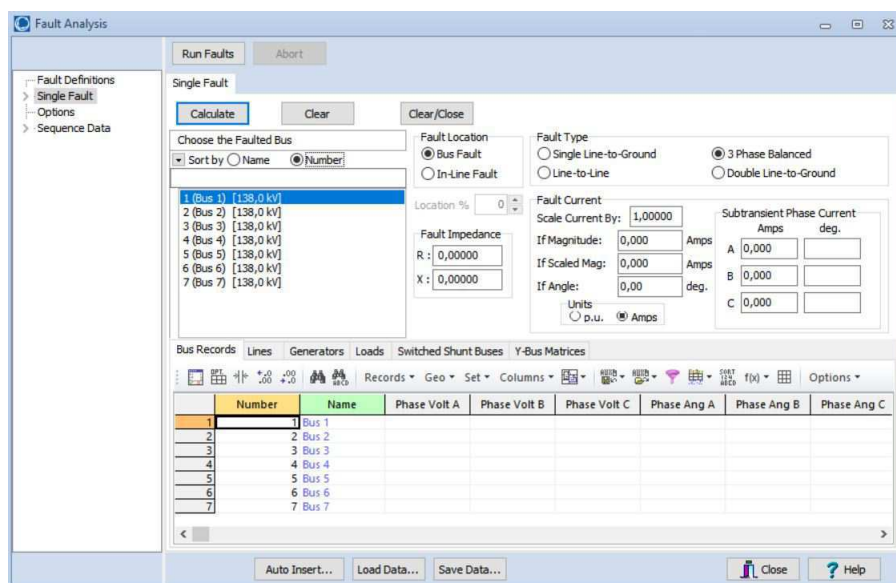 Fault Analysis
Run Faults Abort
Fault Definitions
Single Fault
Options
Sequence Data
Single Fault
Calculate Clear Clear/Close
Choose the Faulted Bus
Sort by Name Number
1 (Bus 1) [138,0 kV]
2 (Bus 2) [138,0 kV]
3 (Bus 3) [138,0 kV]
4 (Bus 4) [138,0 kV]
5 (Bus 5) [138,0 kV]
6 (Bus 6) [138,0 kV]
7 (Bus 7) [138,0 kV]
Fault Location
Bus Fault
In-Line Fault
Location % 0
Fault Impedance
R : 0,00000
X : 0,00000
Fault Type
Single Line-to-Ground 3 Phase Balanced
Line-to-Line Double Line-to-Ground
Fault Current
Scale Current By: 1,00000
If Magnitude: 0,000 Amps
If Scaled Mag: 0,000 Amps
If Angle: 0,00 deg.
Units
p.u. Amps
Subtransient Phase Current
Amps deg.
A 0,000
B 0,000
C 0,000
Bus Records Lines Generators Loads Switched Shunt Buses Y-Bus Matrices
Records Geo Set Columns f(x) Options
Number Name Phase Volt A Phase Volt B Phase Volt C Phase Ang A Phase Ang B Phase Ang C
1 1 Bus 1
2 2 Bus 2
3 3 Bus 3
4 4 Bus 4
5 5 Bus 5
6 6 Bus 6
7 7 Bus 7
Auto Insert... Load Data... Save Data... Close Help